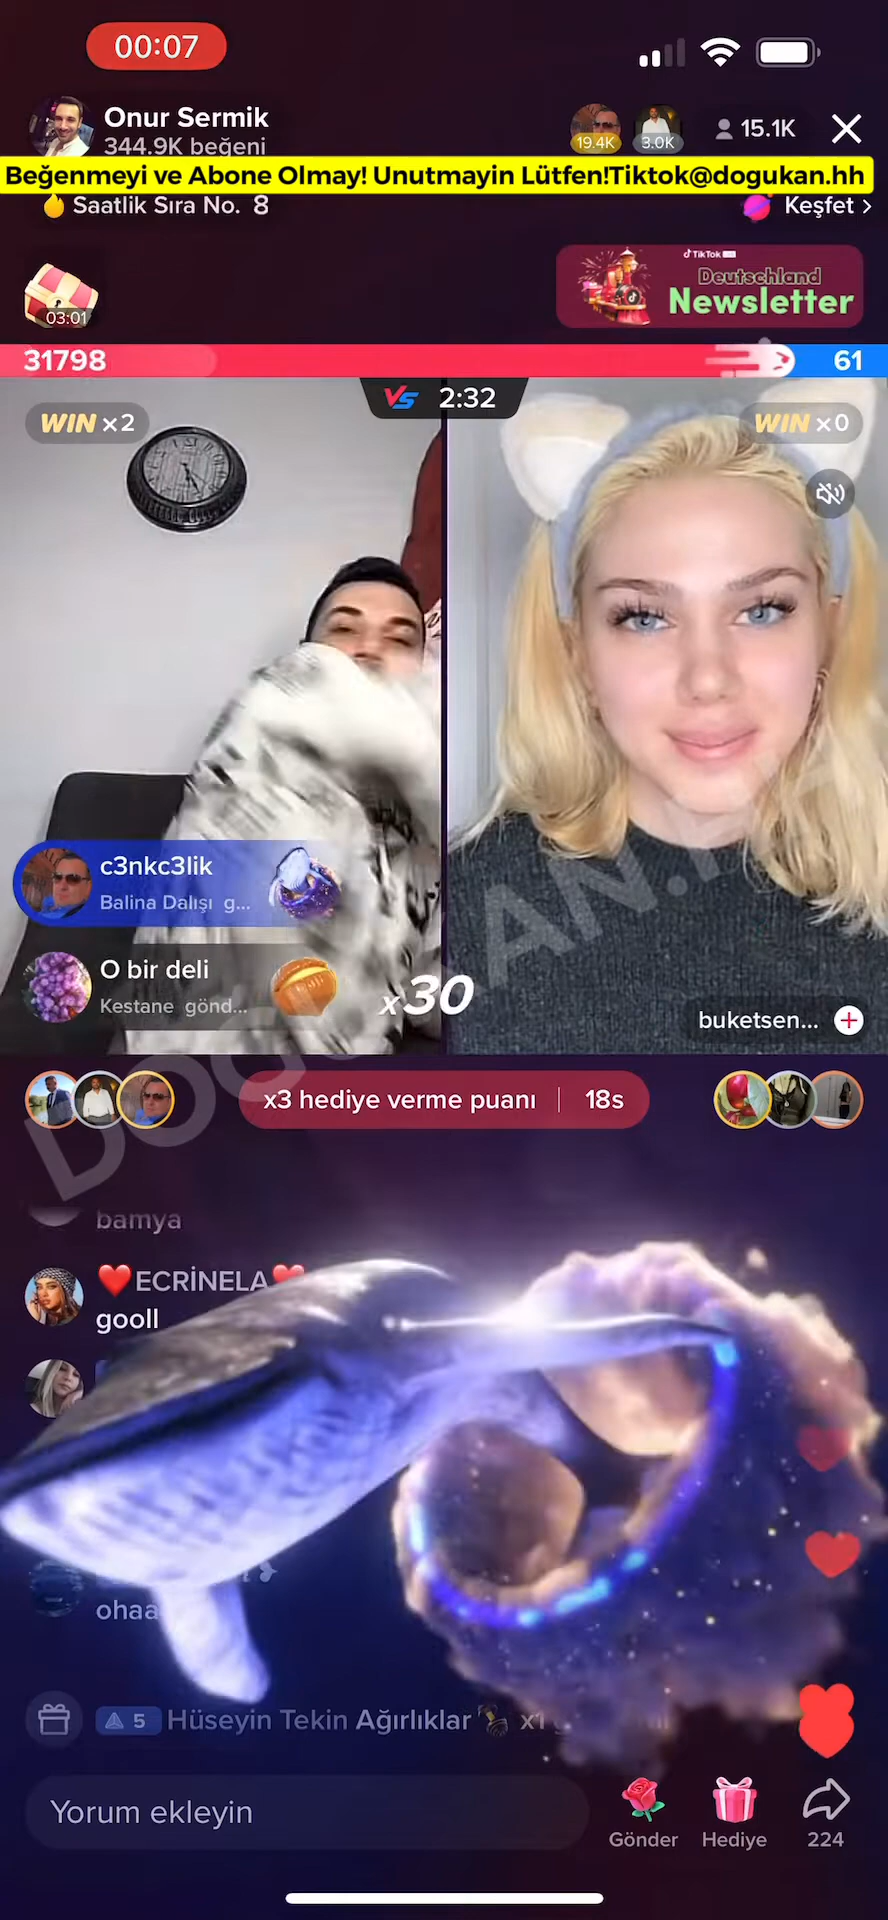 00:07
Onur Sermik
344.9K beğeni
19.4K
3.0K
15.1K
Beğenmeyi ve Abone Olmay! Unutmayin Lütfen!Tiktok@dogukan.hh
Saatlik Sıra No. 8
Keşfet >
03:01
TikTok
Deutschland
Newsletter
31798
61
VS 2:32
WIN x2
WIN x0
c3nkc3lik
Balina Dalışı g...
O bir deli
Kestane gönd...
x30
buketsen...
x3 hediye verme puanı | 18s
bamya
❤️ECRİNELA❤️
gooll
ohaa
5 Hüseyin Tekin Ağırlıklar x1
Yorum ekleyin
Gönder
Hediye
224